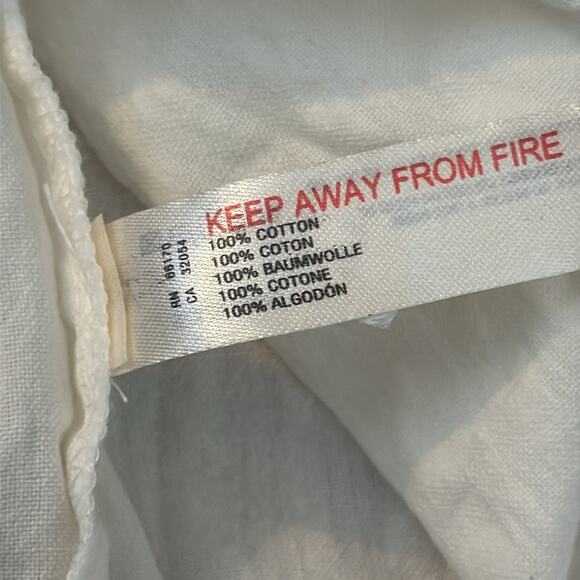 KEEP AWAY FROM FIRE
100% COTTON
100% COTON
100% BAUMWOLLE
100% COTONE
100% ALGODÓN
RN 66170
CA 32054